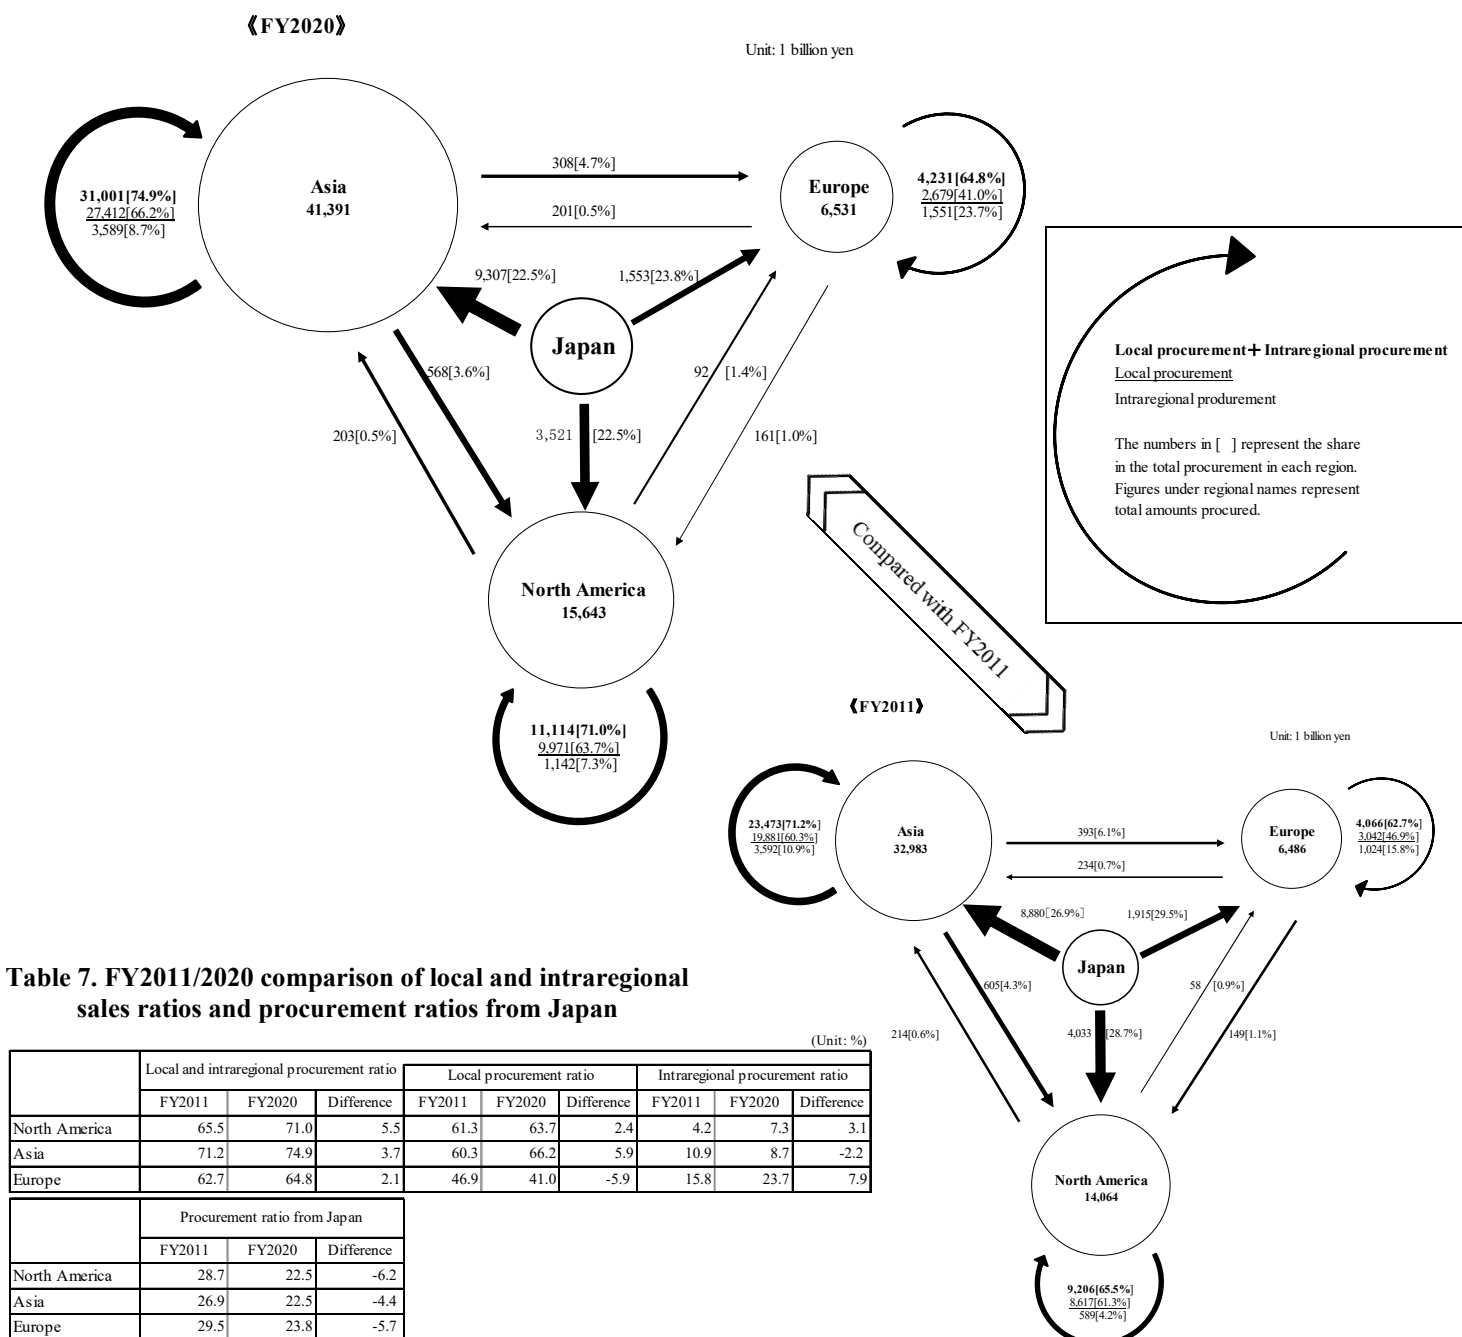 《FY2020》
Unit: 1 billion yen
308[4.7%]
Asia
41,391
Europe
6,531
31,001[74.9%]
27,412[66.2%]
3,589[8.7%]
4,231[64.8%]
2,679[41.0%]
1,551[23.7%]
201[0.5%]
9,307[22.5%]
1,553[23.8%]
Japan
568[3.6%]
92 [1.4%]
203[0.5%]
3,521 [22.5%]
161[1.0%]
North America
15,643
11,114[71.0%]
9,971[63.7%]
1,142[7.3%]
Local procurement+Intraregional procurement
Local procurement
Intraregional produrement
The numbers in [ ] represent the share
in the total procurement in each region.
Figures under regional names represent
total amounts procured.
Compared with FY2011
《FY2011》
Unit: 1 billion yen
23,473[71.2%]
19,881[60.3%]
3,592[10.9%]
Asia
32,983
393[6.1%]
Europe
6,486
4,066[62.7%]
3,042[46.9%]
1,024[15.8%]
234[0.7%]
8,880[26.9%]
1,915[29.5%]
Japan
605[4.3%]
58 [0.9%]
214[0.6%]
4,033 [28.7%]
149[1.1%]
North America
14,064
9,206[65.5%]
8,617[61.3%]
589[4.2%]
Table 7. FY2011/2020 comparison of local and intraregional
sales ratios and procurement ratios from Japan
(Unit: %)
Local and intraregional procurement ratio Local procurement ratio Intraregional procurement ratio
FY2011 FY2020 Difference FY2011 FY2020 Difference FY2011 FY2020 Difference
North America 65.5 71.0 5.5 61.3 63.7 2.4 4.2 7.3 3.1
Asia 71.2 74.9 3.7 60.3 66.2 5.9 10.9 8.7 -2.2
Europe 62.7 64.8 2.1 46.9 41.0 -5.9 15.8 23.7 7.9
Procurement ratio from Japan
FY2011 FY2020 Difference
North America 28.7 22.5 -6.2
Asia 26.9 22.5 -4.4
Europe 29.5 23.8 -5.7